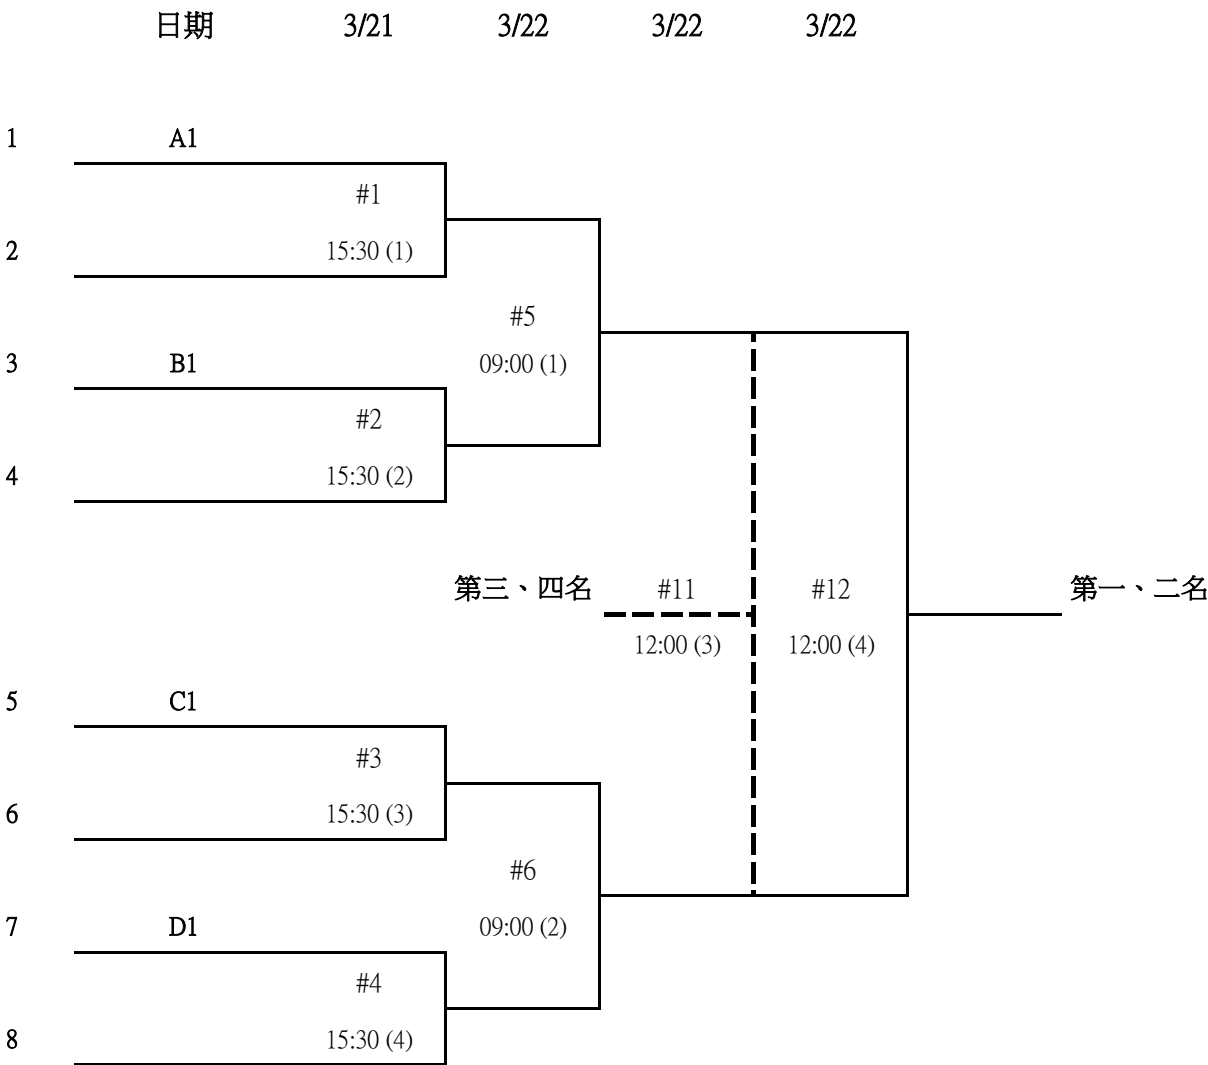 日期 3/21 3/22 3/22 3/22
1 A1
#1
2 15:30 (1)
#5
3 B1 09:00 (1)
#2
4 15:30 (2)
第三、四名 #11 #12 第一、二名
12:00 (3) 12:00 (4)
5 C1
#3
6 15:30 (3)
#6
7 D1 09:00 (2)
#4
8 15:30 (4)